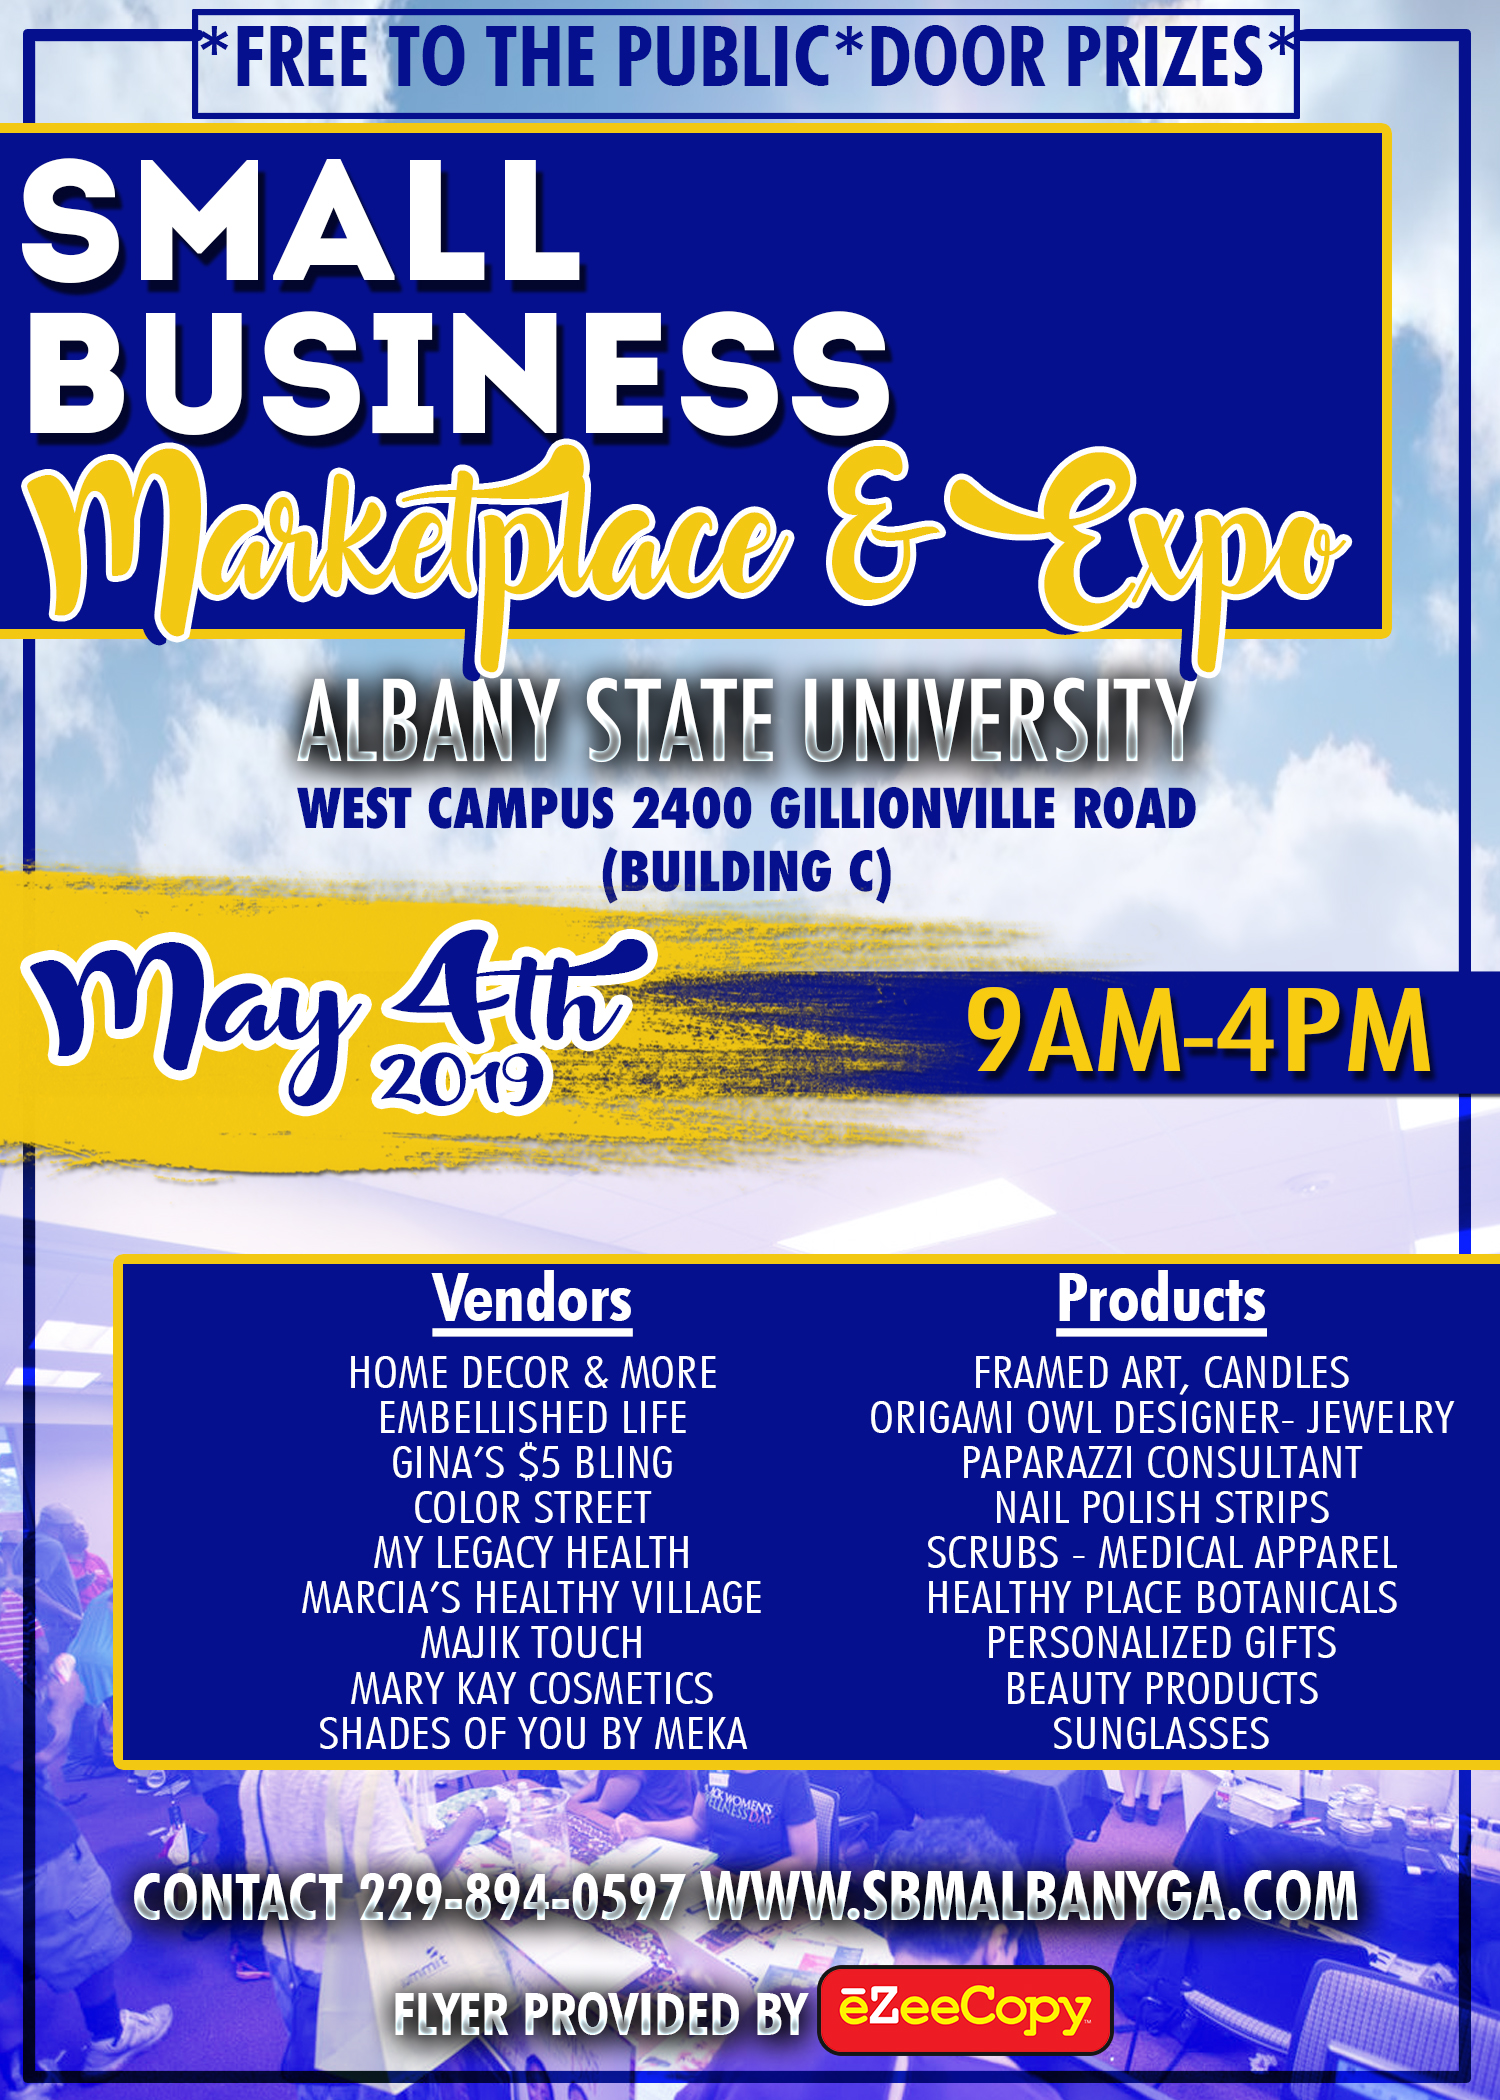 *FREE TO THE PUBLIC*DOOR PRIZES*
SMALL
BUSINESS
Marketplace & Expo
ALBANY STATE UNIVERSITY
WEST CAMPUS 2400 GILLIONVILLE ROAD
(BUILDING C)
May 4th
2019
9AM-4PM
Vendors
HOME DECOR & MORE
EMBELLISHED LIFE
GINA'S $5 BLING
COLOR STREET
MY LEGACY HEALTH
MARCIA'S HEALTHY VILLAGE
MAJIK TOUCH
MARY KAY COSMETICS
SHADES OF YOU BY MEKA
Products
FRAMED ART, CANDLES
ORIGAMI OWL DESIGNER- JEWELRY
PAPARAZZI CONSULTANT
NAIL POLISH STRIPS
SCRUBS - MEDICAL APPAREL
HEALTHY PLACE BOTANICALS
PERSONALIZED GIFTS
BEAUTY PRODUCTS
SUNGLASSES
WOMEN'S
DAY
CONTACT 229-894-0597 WWW.SBMALBANYGA.COM
FLYER PROVIDED BY ēZeeCopy™